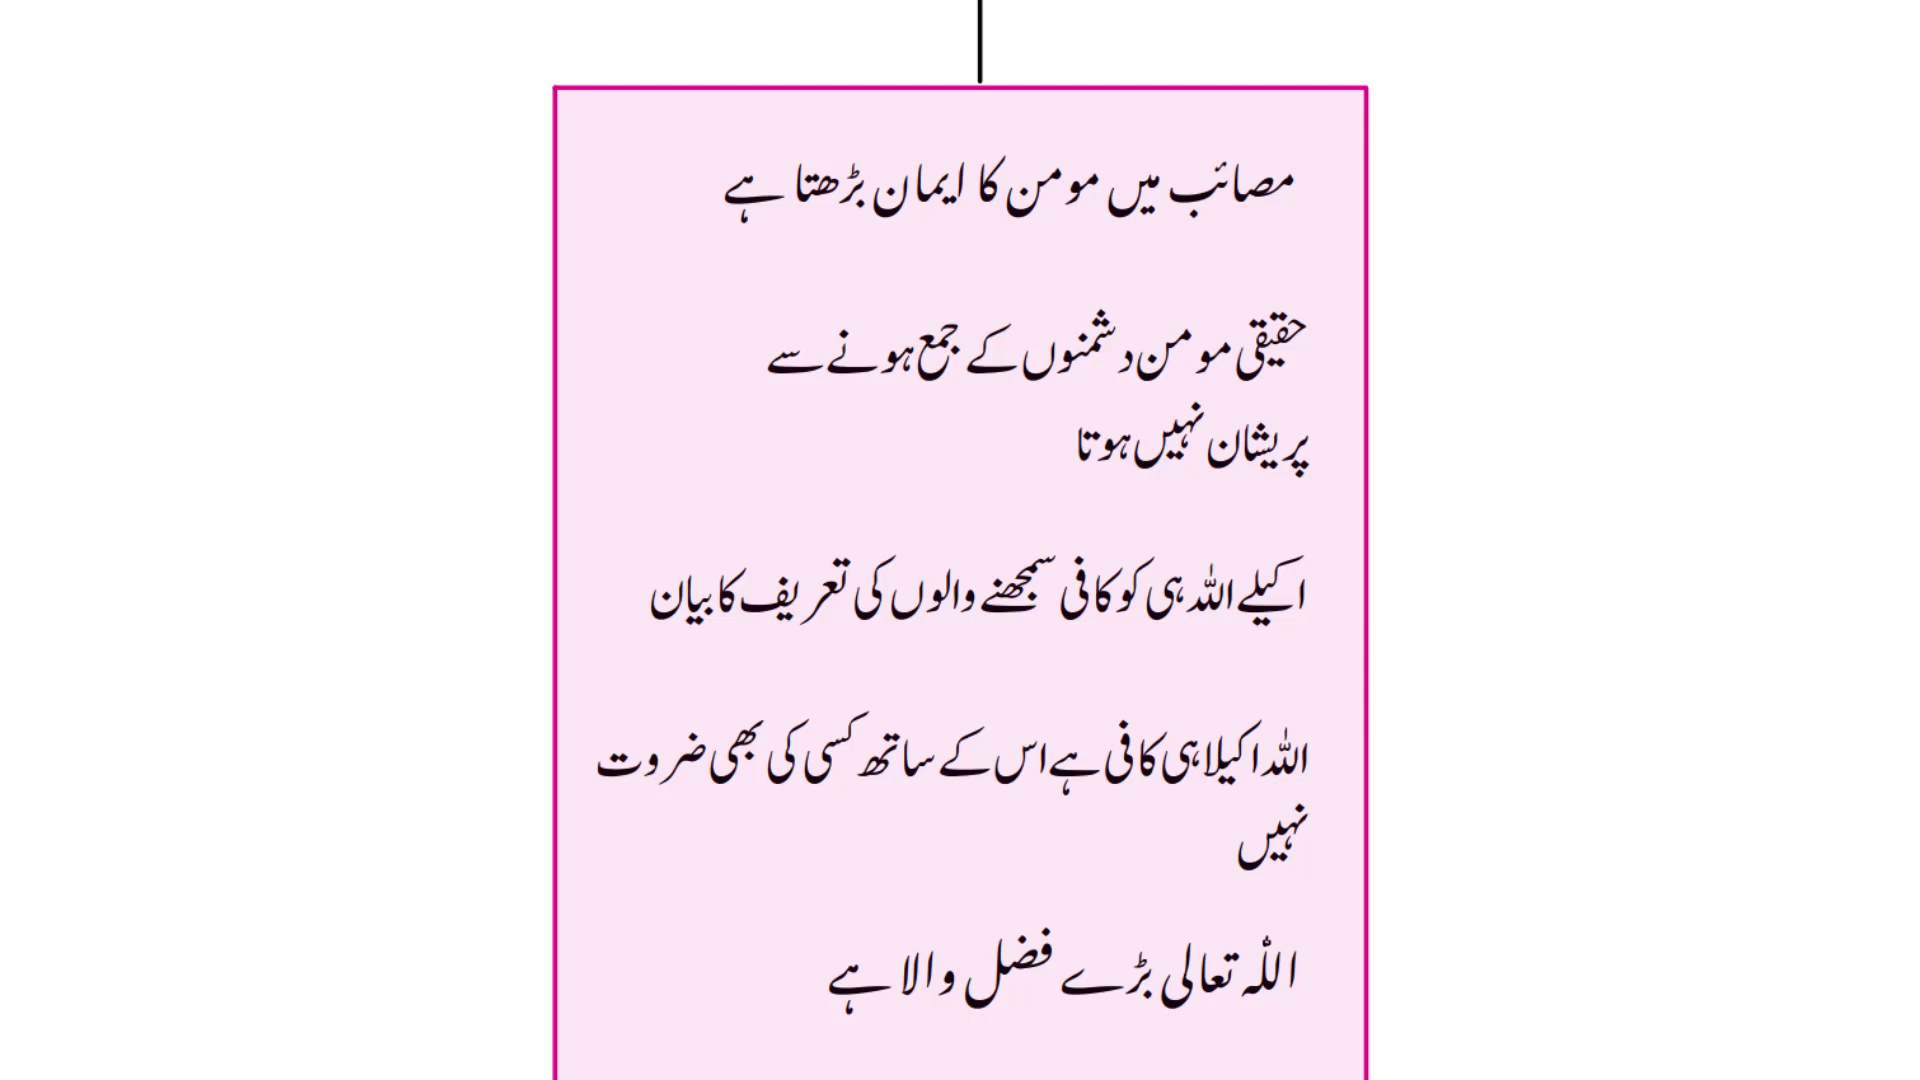 مصائب میں مومن کا ایمان بڑھتا ہے
حقیقی مومن دشمنوں کے جمع ہونے سے
پریشان نہیں ہوتا
اکیلے اللہ ہی کو کافی سمجھنے والوں کی تعریف کا بیان
اللہ اکیلا ہی کافی ہے اس کے ساتھ کسی کی بھی ضروت
نہیں
اللہ تعالی بڑے فضل والا ہے